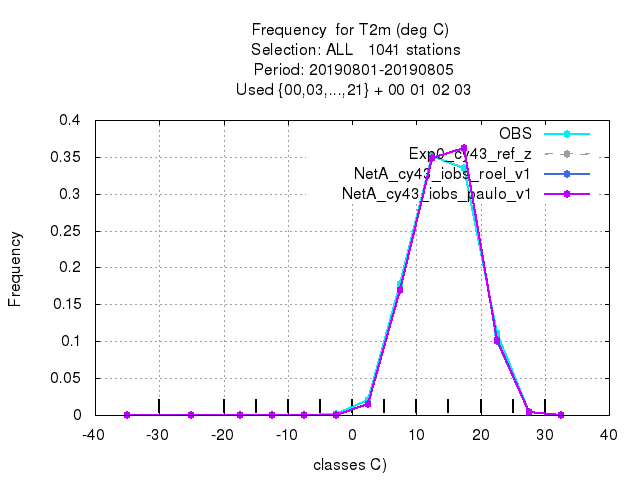 Frequency  for T2m (deg C)
Selection: ALL   1041 stations
Period: 20190801-20190805
Used {00,03,...,21} + 00 01 02 03
OBS
Exp0_cy43_ref_z
NetA_cy43_iobs_roel_v1
NetA_cy43_iobs_paulo_v1
0.4
0.35
0.3
0.25
0.2
0.15
0.1
0.05
0
Frequency
-40 -30 -20 -10 0 10 20 30 40
classes C)